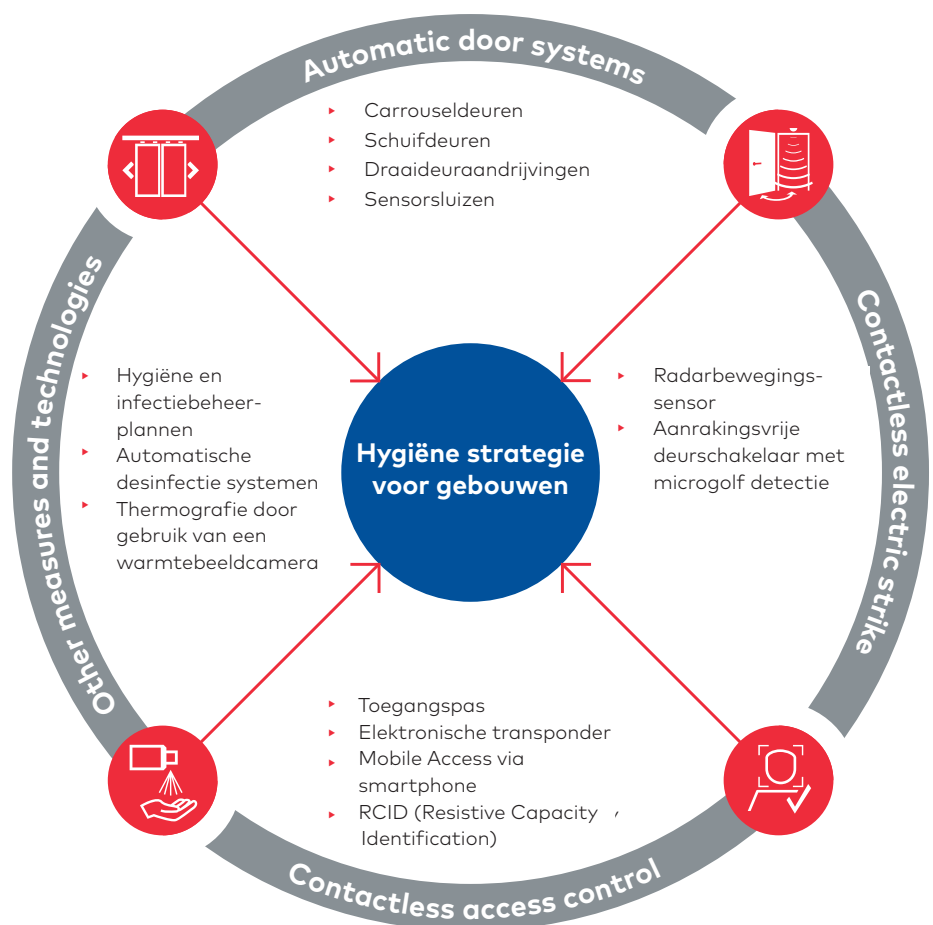 Automatic door systems
Carrouseldeuren
Schuifdeuren
Draaideuraandrijvingen
Sensorsluizen
Other measures and technologies
Hygiëne en
infectiebeheer-
plannen
Automatische
desinfectie systemen
Thermografie door
gebruik van een
warmtebeeldcamera
Hygiëne strategie
voor gebouwen
Radarbewegings-
sensor
Aanrakingsvrije
deurschakelaar met
microgolf detectie
Contactless electric strike
Toegangspas
Elektronische transponder
Mobile Access via
smartphone
RCID (Resistive Capacity
Identification)
Contactless access control